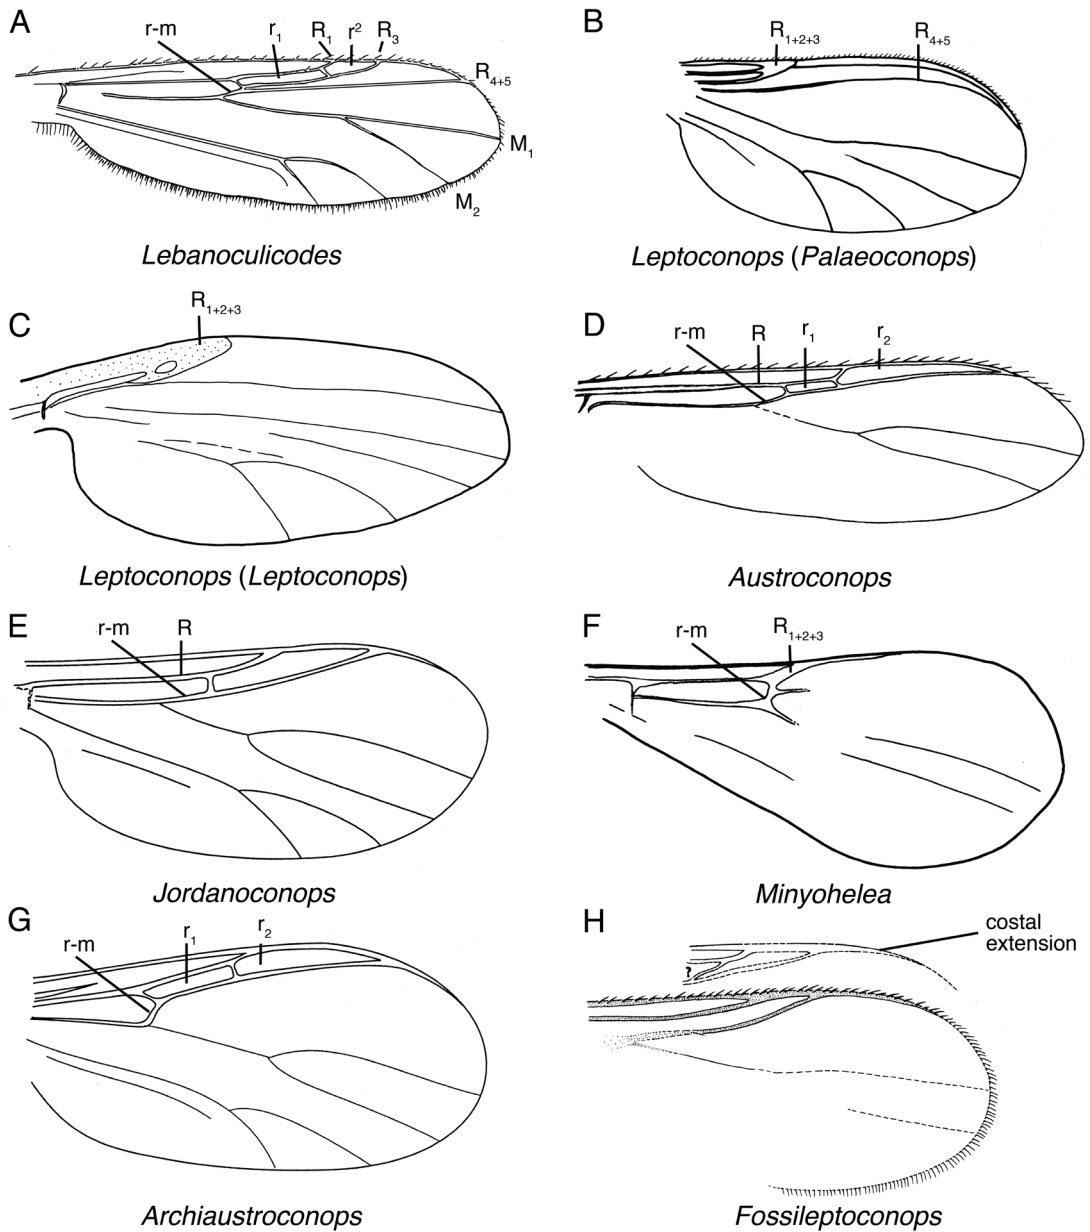 A
r-m r₁ R₁ r² R₃
R₄₊₅
M₁
M₂
Lebanoculicodes
B
R₁₊₂₊₃ R₄₊₅
Leptoconops (Palaeoconops)
C
R₁₊₂₊₃
Leptoconops (Leptoconops)
D
r-m R r₁ r₂
Austroconops
E
r-m R
Jordanoconops
F
r-m R₁₊₂₊₃
Minyohelea
G
r-m r₁ r₂
Archiaustroconops
H
costal
extension
?
Fossileptoconops